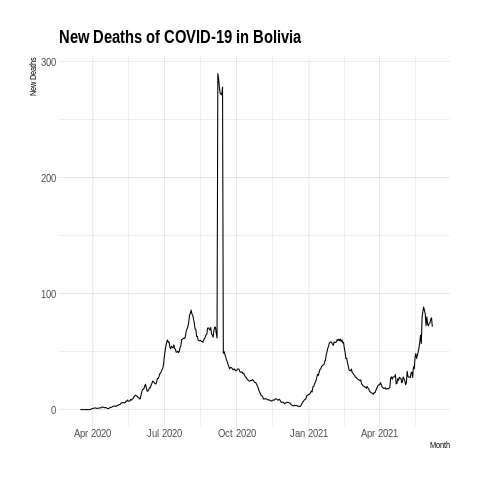 New Deaths of COVID-19 in Bolivia
New Deaths
300
200
100
0
Apr 2020 Jul 2020 Oct 2020 Jan 2021 Apr 2021
Month